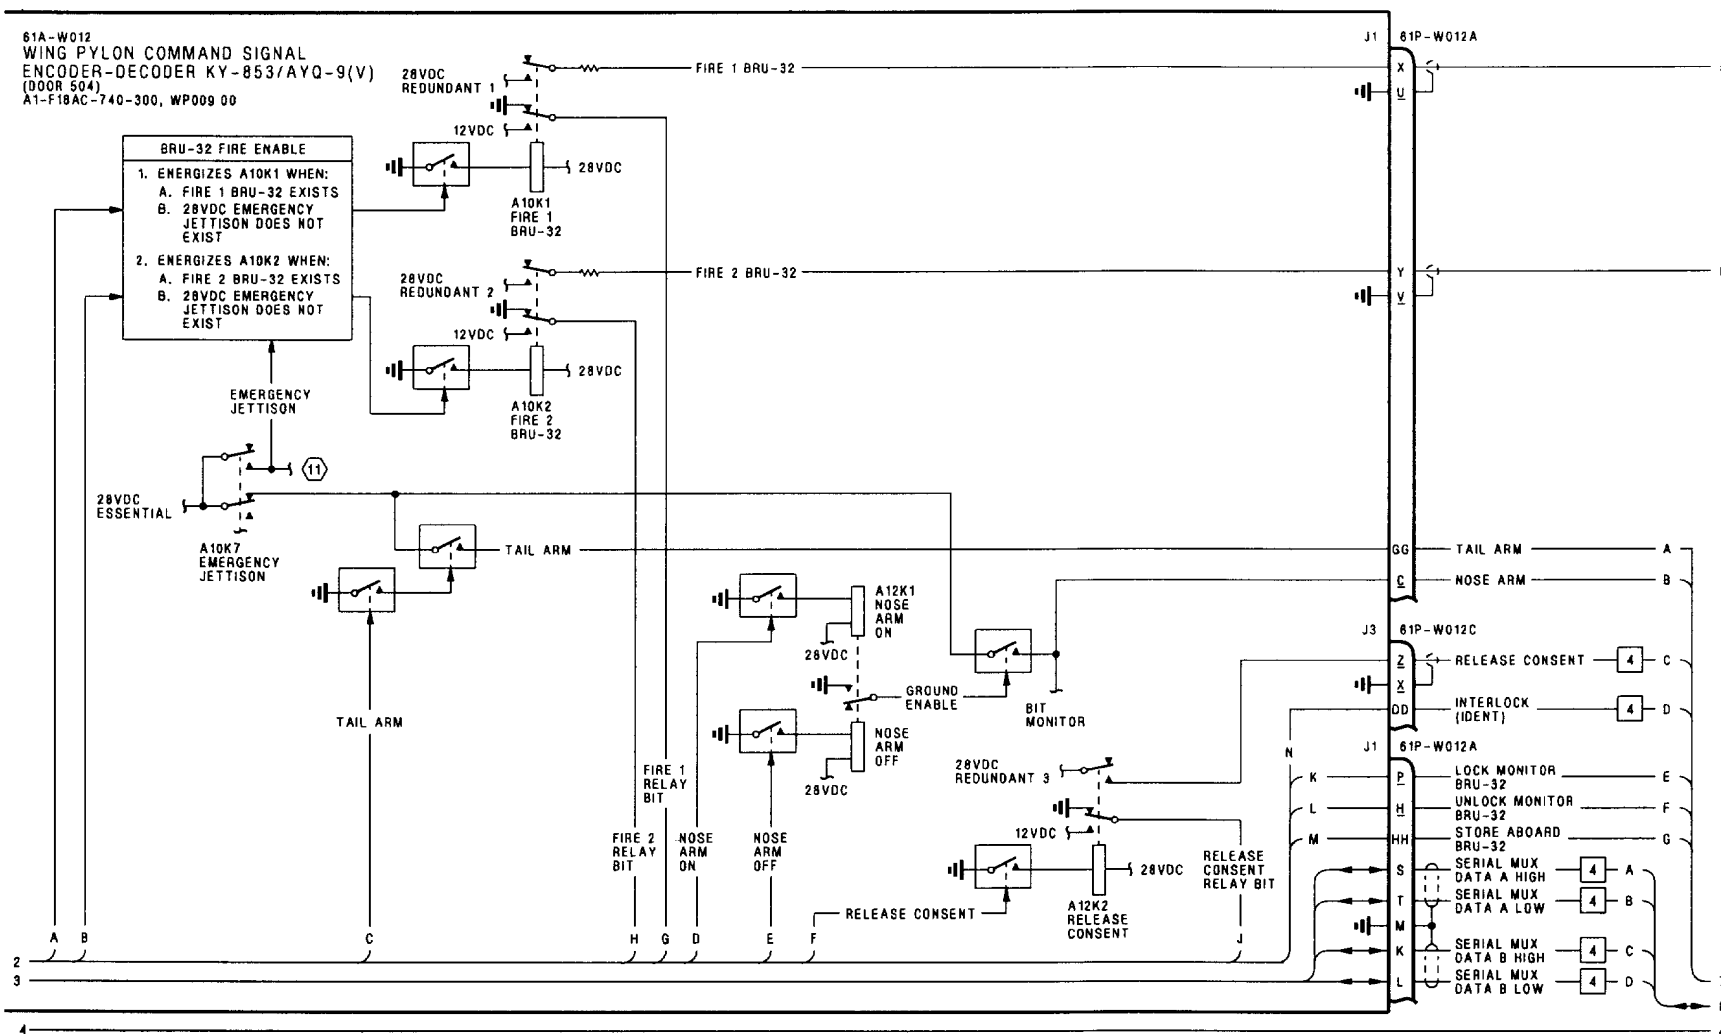 61A-W012
WING PYLON COMMAND SIGNAL
ENCODER-DECODER KY-853/AYQ-9(V)
(DOOR 504)
A1-F18AC-740-300, WP009 00
BRU-32 FIRE ENABLE
1. ENERGIZES A10K1 WHEN:
A. FIRE 1 BRU-32 EXISTS
B. 28VDC EMERGENCY
JETTISON DOES NOT
EXIST
2. ENERGIZES A10K2 WHEN:
A. FIRE 2 BRU-32 EXISTS
B. 28VDC EMERGENCY
JETTISON DOES NOT
EXIST
28VDC
REDUNDANT 1
12VDC
28VDC
A10K1
FIRE 1
BRU-32
FIRE 1 BRU-32
28VDC
REDUNDANT 2
12VDC
28VDC
A10K2
FIRE 2
BRU-32
FIRE 2 BRU-32
EMERGENCY
JETTISON
11
28VDC
ESSENTIAL
A10K7
EMERGENCY
JETTISON
TAIL ARM
TAIL ARM
A12K1
NOSE
ARM
ON
28VDC
GROUND
ENABLE
NOSE
ARM
OFF
28VDC
BIT
MONITOR
FIRE 1
RELAY
BIT
FIRE 2
RELAY
BIT
NOSE
ARM
ON
NOSE
ARM
OFF
28VDC
REDUNDANT 3
12VDC
28VDC
A12K2
RELEASE
CONSENT
RELEASE CONSENT
RELEASE
CONSENT
RELAY BIT
J1 61P-W012A
X
U
Y
V
GG TAIL ARM A
C NOSE ARM B
J3 61P-W012C
Z RELEASE CONSENT 4 C
X
DD INTERLOCK
(IDENT) 4 D
J1 61P-W012A
N
K P LOCK MONITOR
BRU-32 E
L H UNLOCK MONITOR
BRU-32 F
M HH STORE ABOARD
BRU-32 G
S SERIAL MUX
DATA A HIGH 4 A
T SERIAL MUX
DATA A LOW 4 B
M
K SERIAL MUX
DATA B HIGH 4 C
L SERIAL MUX
DATA B LOW 4 D
A B C H G D E F J
2
3
4